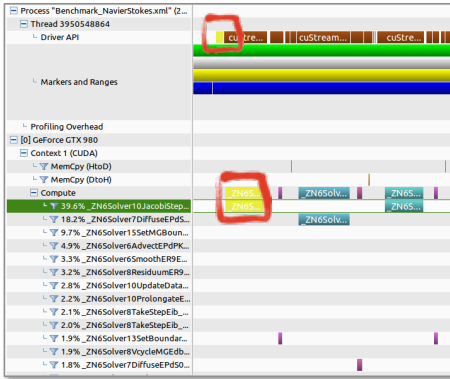 Process "Benchmark_NavierStokes.xml" (2...
Thread 3950548864
Driver API
cuStre...
cuStream...
cuStre...
Markers and Ranges
Profiling Overhead
[0] GeForce GTX 980
Context 1 (CUDA)
MemCpy (HtoD)
MemCpy (DtoH)
Compute
_ZN6S...
_ZN6Solv...
_ZN6S...
39.6% _ZN6Solver10JacobiStep...
_ZN6S...
_ZN6S...
18.2% _ZN6Solver7DiffuseEPdS...
_ZN6Solv...
9.7% _ZN6Solver15SetMGBoun...
4.9% _ZN6Solver6AdvectEPdPK...
3.3% _ZN6Solver6SmoothER9E...
3.2% _ZN6Solver8ResiduumER9...
2.8% _ZN6Solver10UpdateData...
2.2% _ZN6Solver10ProlongateE...
2.1% _ZN6Solver8TakeStepEib_...
2.0% _ZN6Solver8TakeStepEib_...
1.9% _ZN6Solver13SetBoundar...
1.9% _ZN6Solver8VcycleMGEdb...
1.8% _ZN6Solver7DiffuseEPdS0...